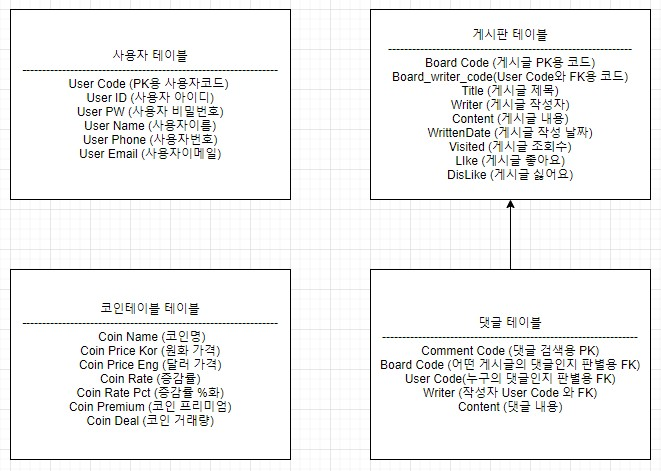 사용자 테이블
User Code (PK용 사용자코드)
User ID (사용자 아이디)
User PW (사용자 비밀번호)
User Name (사용자이름)
User Phone (사용자번호)
User Email (사용자이메일)
게시판 테이블
Board Code (게시글 PK용 코드)
Board_writer_code(User Code와 FK용 코드)
Title (게시글 제목)
Writer (게시글 작성자)
Content (게시글 내용)
WrittenDate (게시글 작성 날짜)
Visited (게시글 조회수)
LIke (게시글 좋아요)
DisLike (게시글 싫어요)
코인테이블 테이블
Coin Name (코인명)
Coin Price Kor (원화 가격)
Coin Price Eng (달러 가격)
Coin Rate (증감률)
Coin Rate Pct (증감률 %화)
Coin Premium (코인 프리미엄)
Coin Deal (코인 거래량)
댓글 테이블
Comment Code (댓글 검색용 PK)
Board Code (어떤 게시글의 댓글인지 판별용 FK)
User Code(누구의 댓글인지 판별용 FK)
Writer (작성자 User Code 와 FK)
Content (댓글 내용)